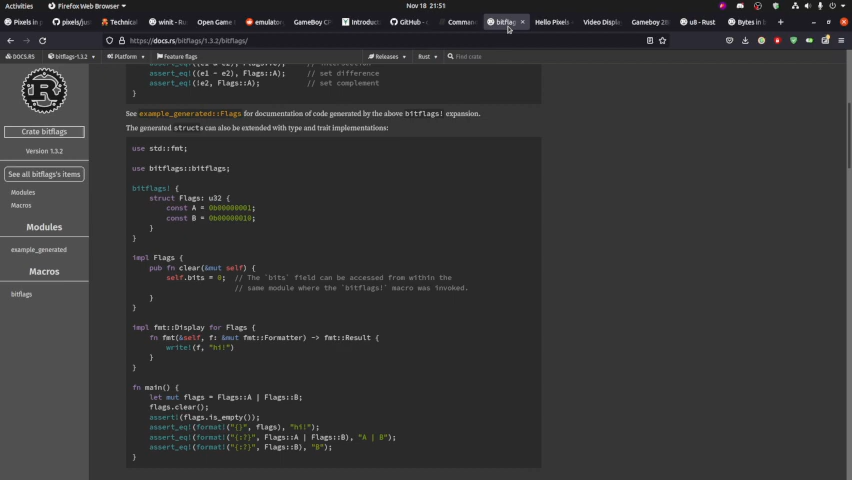 Activities
Firefox Web Browser
Nov 18 21:51
Pixels in
pixels/jus
Technical
winit - Ru
Open Game
emulator
GameBoy CP
Introduct
GitHub - c
Comman
bitflag
Hello Pixels
Video Displa
Gameboy 2B
u8 - Rust
Bytes in b
https://docs.rs/bitflags/1.3.2/bitflags/
DOCS.RS
bitflags-1.3.2
Platform
Feature flags
Releases
Rust
Find crate
Crate bitflags
Version 1.3.2
See all bitflags's items
Modules
Macros
Modules
example_generated
Macros
bitflags
assert_eq!((e1 - e2), Flags::A); // set difference
assert_eq!(!e2, Flags::A); // set complement
}
See example_generated::Flags for documentation of code generated by the above bitflags! expansion.
The generated structs can also be extended with type and trait implementations:
use std::fmt;
use bitflags::bitflags;
bitflags! {
struct Flags: u32 {
const A = 0b00000001;
const B = 0b00000010;
}
}
impl Flags {
pub fn clear(&mut self) {
self.bits = 0; // The `bits` field can be accessed from within the
// same module where the `bitflags!` macro was invoked.
}
}
impl fmt::Display for Flags {
fn fmt(&self, f: &mut fmt::Formatter) -> fmt::Result {
write!(f, "hi!")
}
}
fn main() {
let mut flags = Flags::A | Flags::B;
flags.clear();
assert!(flags.is_empty());
assert_eq!(format!("{}", flags), "hi!");
assert_eq!(format!("{:?}", Flags::A | Flags::B), "A | B");
assert_eq!(format!("{:?}", Flags::B), "B");
}